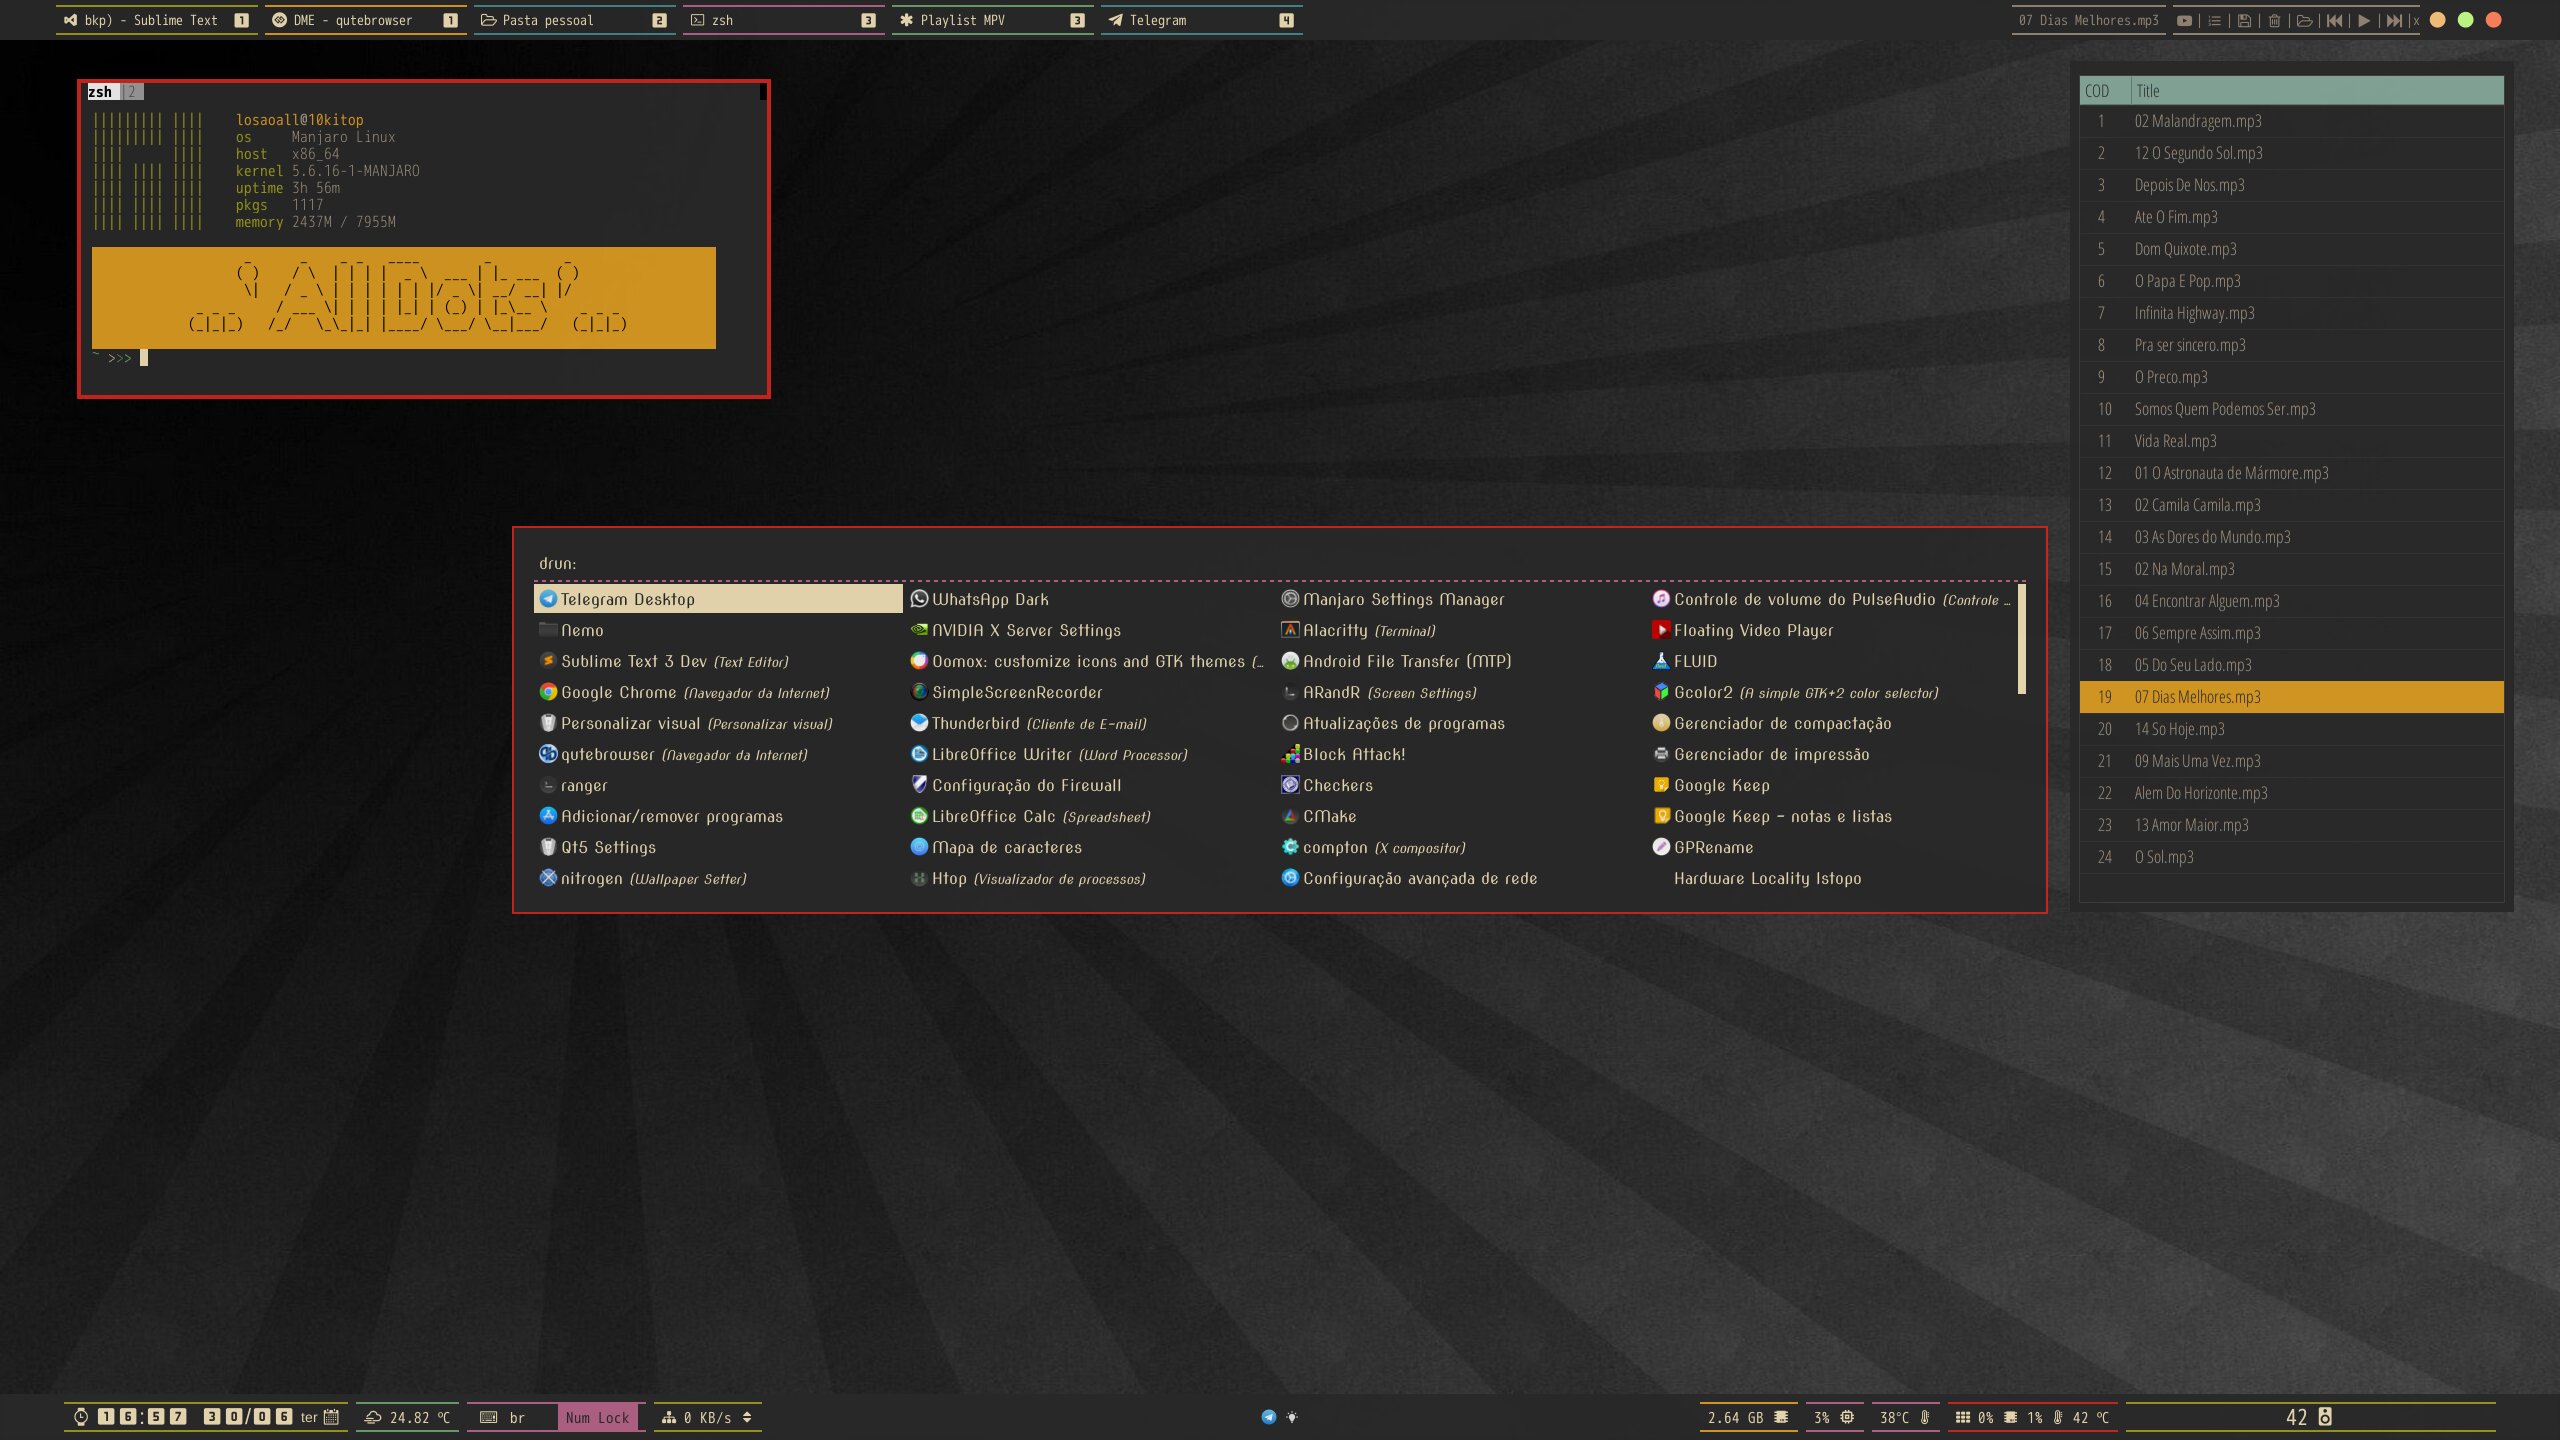 bkp) - Sublime Text 1
DME - qutebrowser 1
Pasta pessoal 2
zsh 3
Playlist MPV 3
Telegram 4
07 Dias Melhores.mp3
x
zsh 2
losaoall@10kitop
os Manjaro Linux
host x86_64
kernel 5.6.16-1-MANJARO
uptime 3h 56m
pkgs 1117
memory 2437M / 7955M
AllDots
~ >>>
drun:
Telegram Desktop
Nemo
Sublime Text 3 Dev (Text Editor)
Google Chrome (Navegador da Internet)
Personalizar visual (Personalizar visual)
qutebrowser (Navegador da Internet)
ranger
Adicionar/remover programas
Qt5 Settings
nitrogen (Wallpaper Setter)
WhatsApp Dark
NVIDIA X Server Settings
Oomox: customize icons and GTK themes (...
SimpleScreenRecorder
Thunderbird (Cliente de E-mail)
LibreOffice Writer (Word Processor)
Configuração do Firewall
LibreOffice Calc (Spreadsheet)
Mapa de caracteres
Htop (Visualizador de processos)
Manjaro Settings Manager
Alacritty (Terminal)
Android File Transfer (MTP)
ARandR (Screen Settings)
Atualizações de programas
Block Attack!
Checkers
CMake
compton (X compositor)
Configuração avançada de rede
Controle de volume do PulseAudio (Controle ...
Floating Video Player
FLUID
Gcolor2 (A simple GTK+2 color selector)
Gerenciador de compactação
Gerenciador de impressão
Google Keep
Google Keep - notas e listas
GPRename
Hardware Locality lstopo
COD Title
1 02 Malandragem.mp3
2 12 O Segundo Sol.mp3
3 Depois De Nos.mp3
4 Ate O Fim.mp3
5 Dom Quixote.mp3
6 O Papa E Pop.mp3
7 Infinita Highway.mp3
8 Pra ser sincero.mp3
9 O Preco.mp3
10 Somos Quem Podemos Ser.mp3
11 Vida Real.mp3
12 01 O Astronauta de Mármore.mp3
13 02 Camila Camila.mp3
14 03 As Dores do Mundo.mp3
15 02 Na Moral.mp3
16 04 Encontrar Alguem.mp3
17 06 Sempre Assim.mp3
18 05 Do Seu Lado.mp3
19 07 Dias Melhores.mp3
20 14 So Hoje.mp3
21 09 Mais Uma Vez.mp3
22 Alem Do Horizonte.mp3
23 13 Amor Maior.mp3
24 O Sol.mp3
16:57 30/06 ter
24.82 ºC
br Num Lock
0 KB/s
2.64 GB
3%
38°C
0% 1% 42 ºC
42